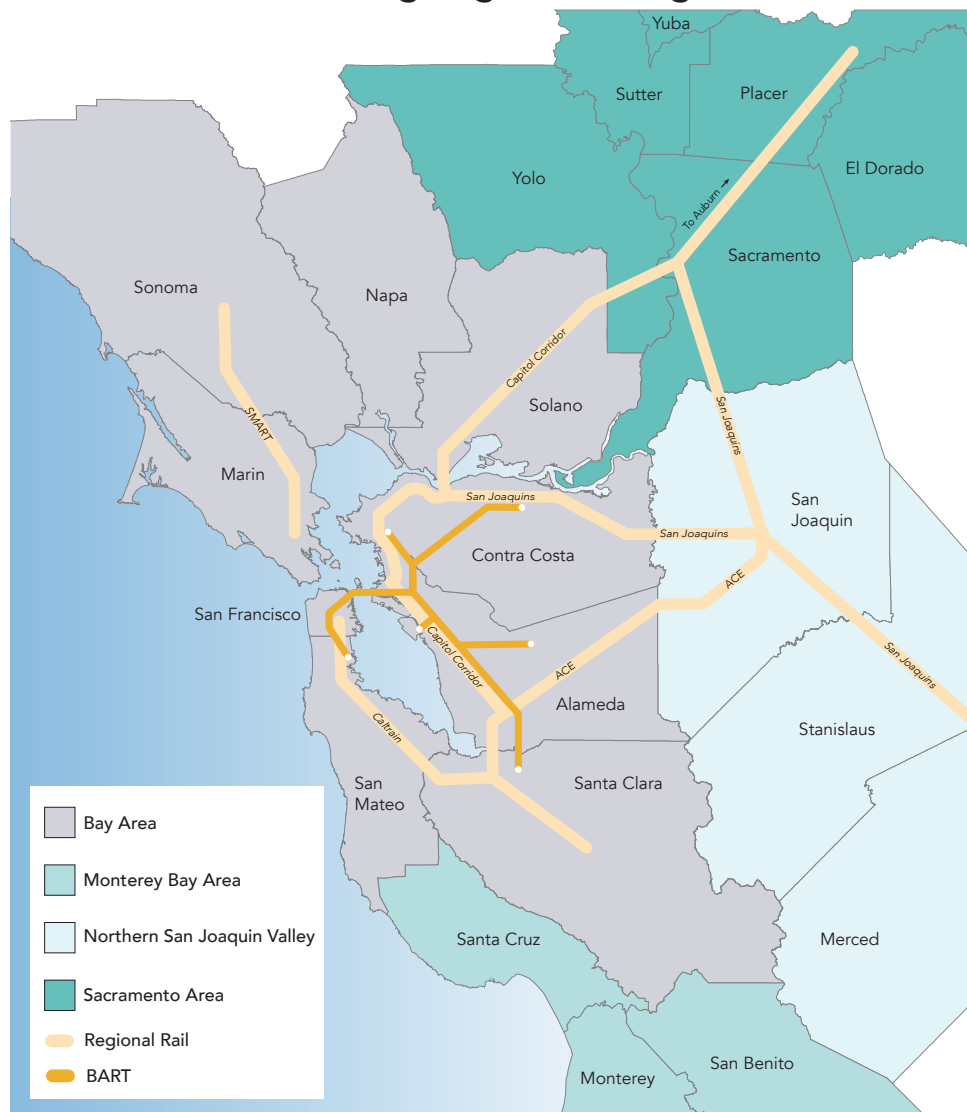 Yuba
Sutter
Placer
El Dorado
Yolo
To Auburn →
Sacramento
Sonoma
Napa
Capitol Corridor
Solano
SMART
San Joaquins
Marin
San Joaquins
San
Joaquin
San Joaquins
Contra Costa
ACE
San Francisco
Capitol Corridor
San Joaquins
ACE
Alameda
Caltrain
Stanislaus
San
Mateo
Santa Clara
Bay Area
Monterey Bay Area
Northern San Joaquin Valley
Sacramento Area
Regional Rail
BART
Santa Cruz
Merced
San Benito
Monterey